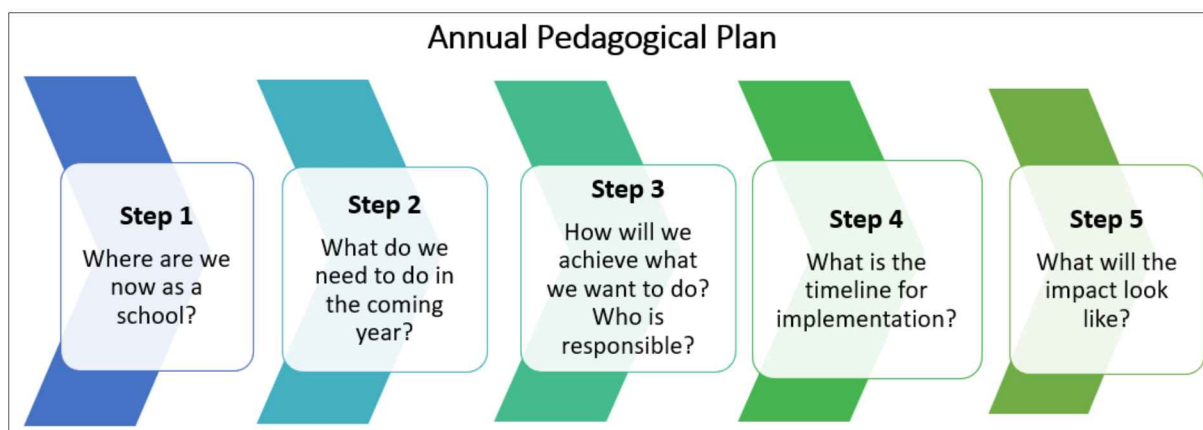 Annual Pedagogical Plan
Step 1
Where are we
now as a
school?
Step 2
What do we
need to do in
the coming
year?
Step 3
How will we
achieve what
we want to do?
Who is
responsible?
Step 4
What is the
timeline for
implementation?
Step 5
What will the
impact look
like?